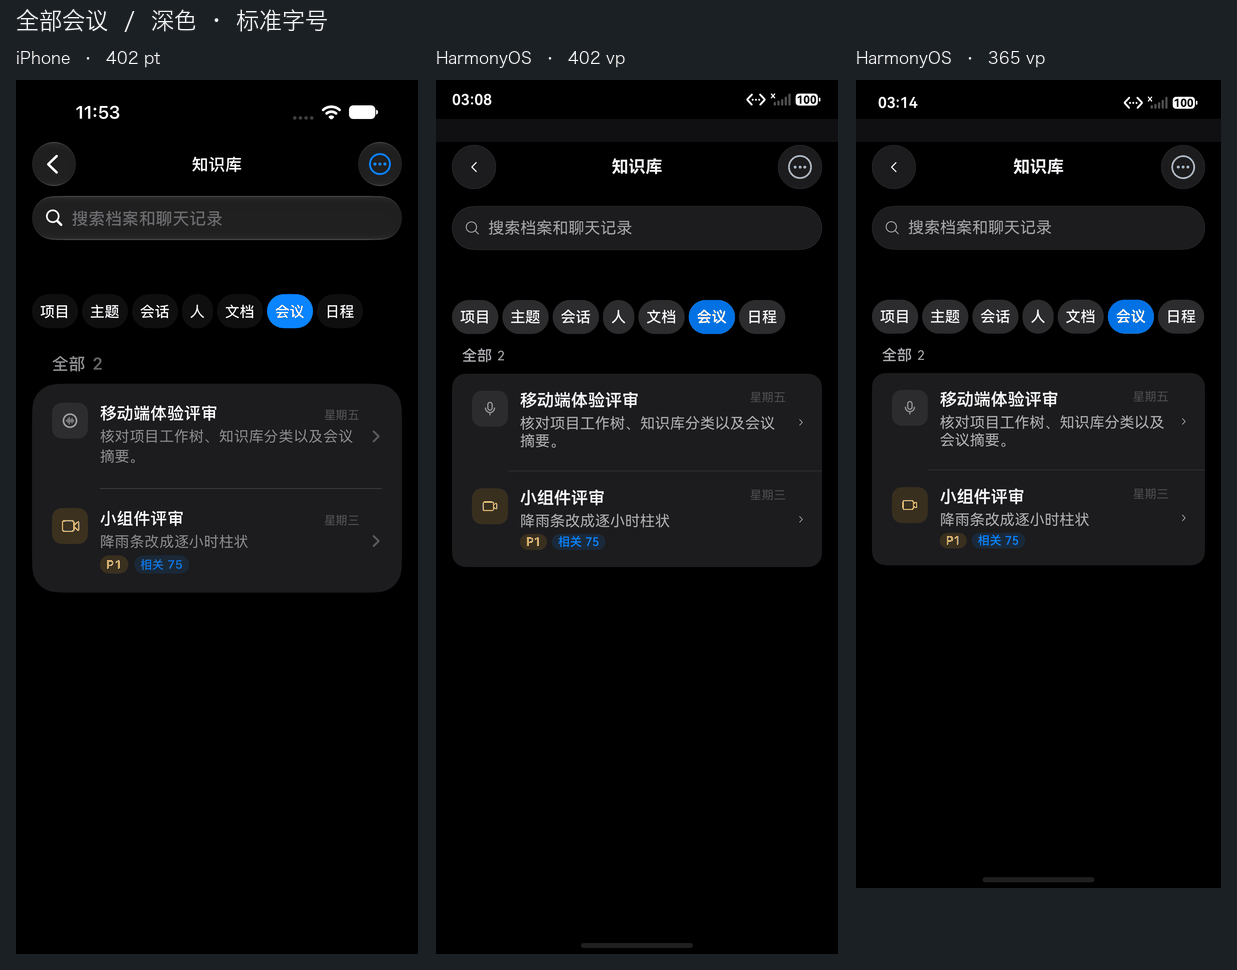 全部会议 / 深色 · 标准字号
iPhone · 402 pt
11:53
知识库
搜索档案和聊天记录
项目 主题 会话 人 文档 会议 日程
全部 2
移动端体验评审 星期五
核对项目工作树、知识库分类以及会议
摘要。
小组件评审 星期三
降雨条改成逐小时柱状
P1 相关 75
HarmonyOS · 402 vp
03:08 100
知识库
搜索档案和聊天记录
项目 主题 会话 人 文档 会议 日程
全部 2
移动端体验评审 星期五
核对项目工作树、知识库分类以及会议
摘要。
小组件评审 星期三
降雨条改成逐小时柱状
P1 相关 75
HarmonyOS · 365 vp
03:14 100
知识库
搜索档案和聊天记录
项目 主题 会话 人 文档 会议 日程
全部 2
移动端体验评审 星期五
核对项目工作树、知识库分类以及
会议摘要。
小组件评审 星期三
降雨条改成逐小时柱状
P1 相关 75